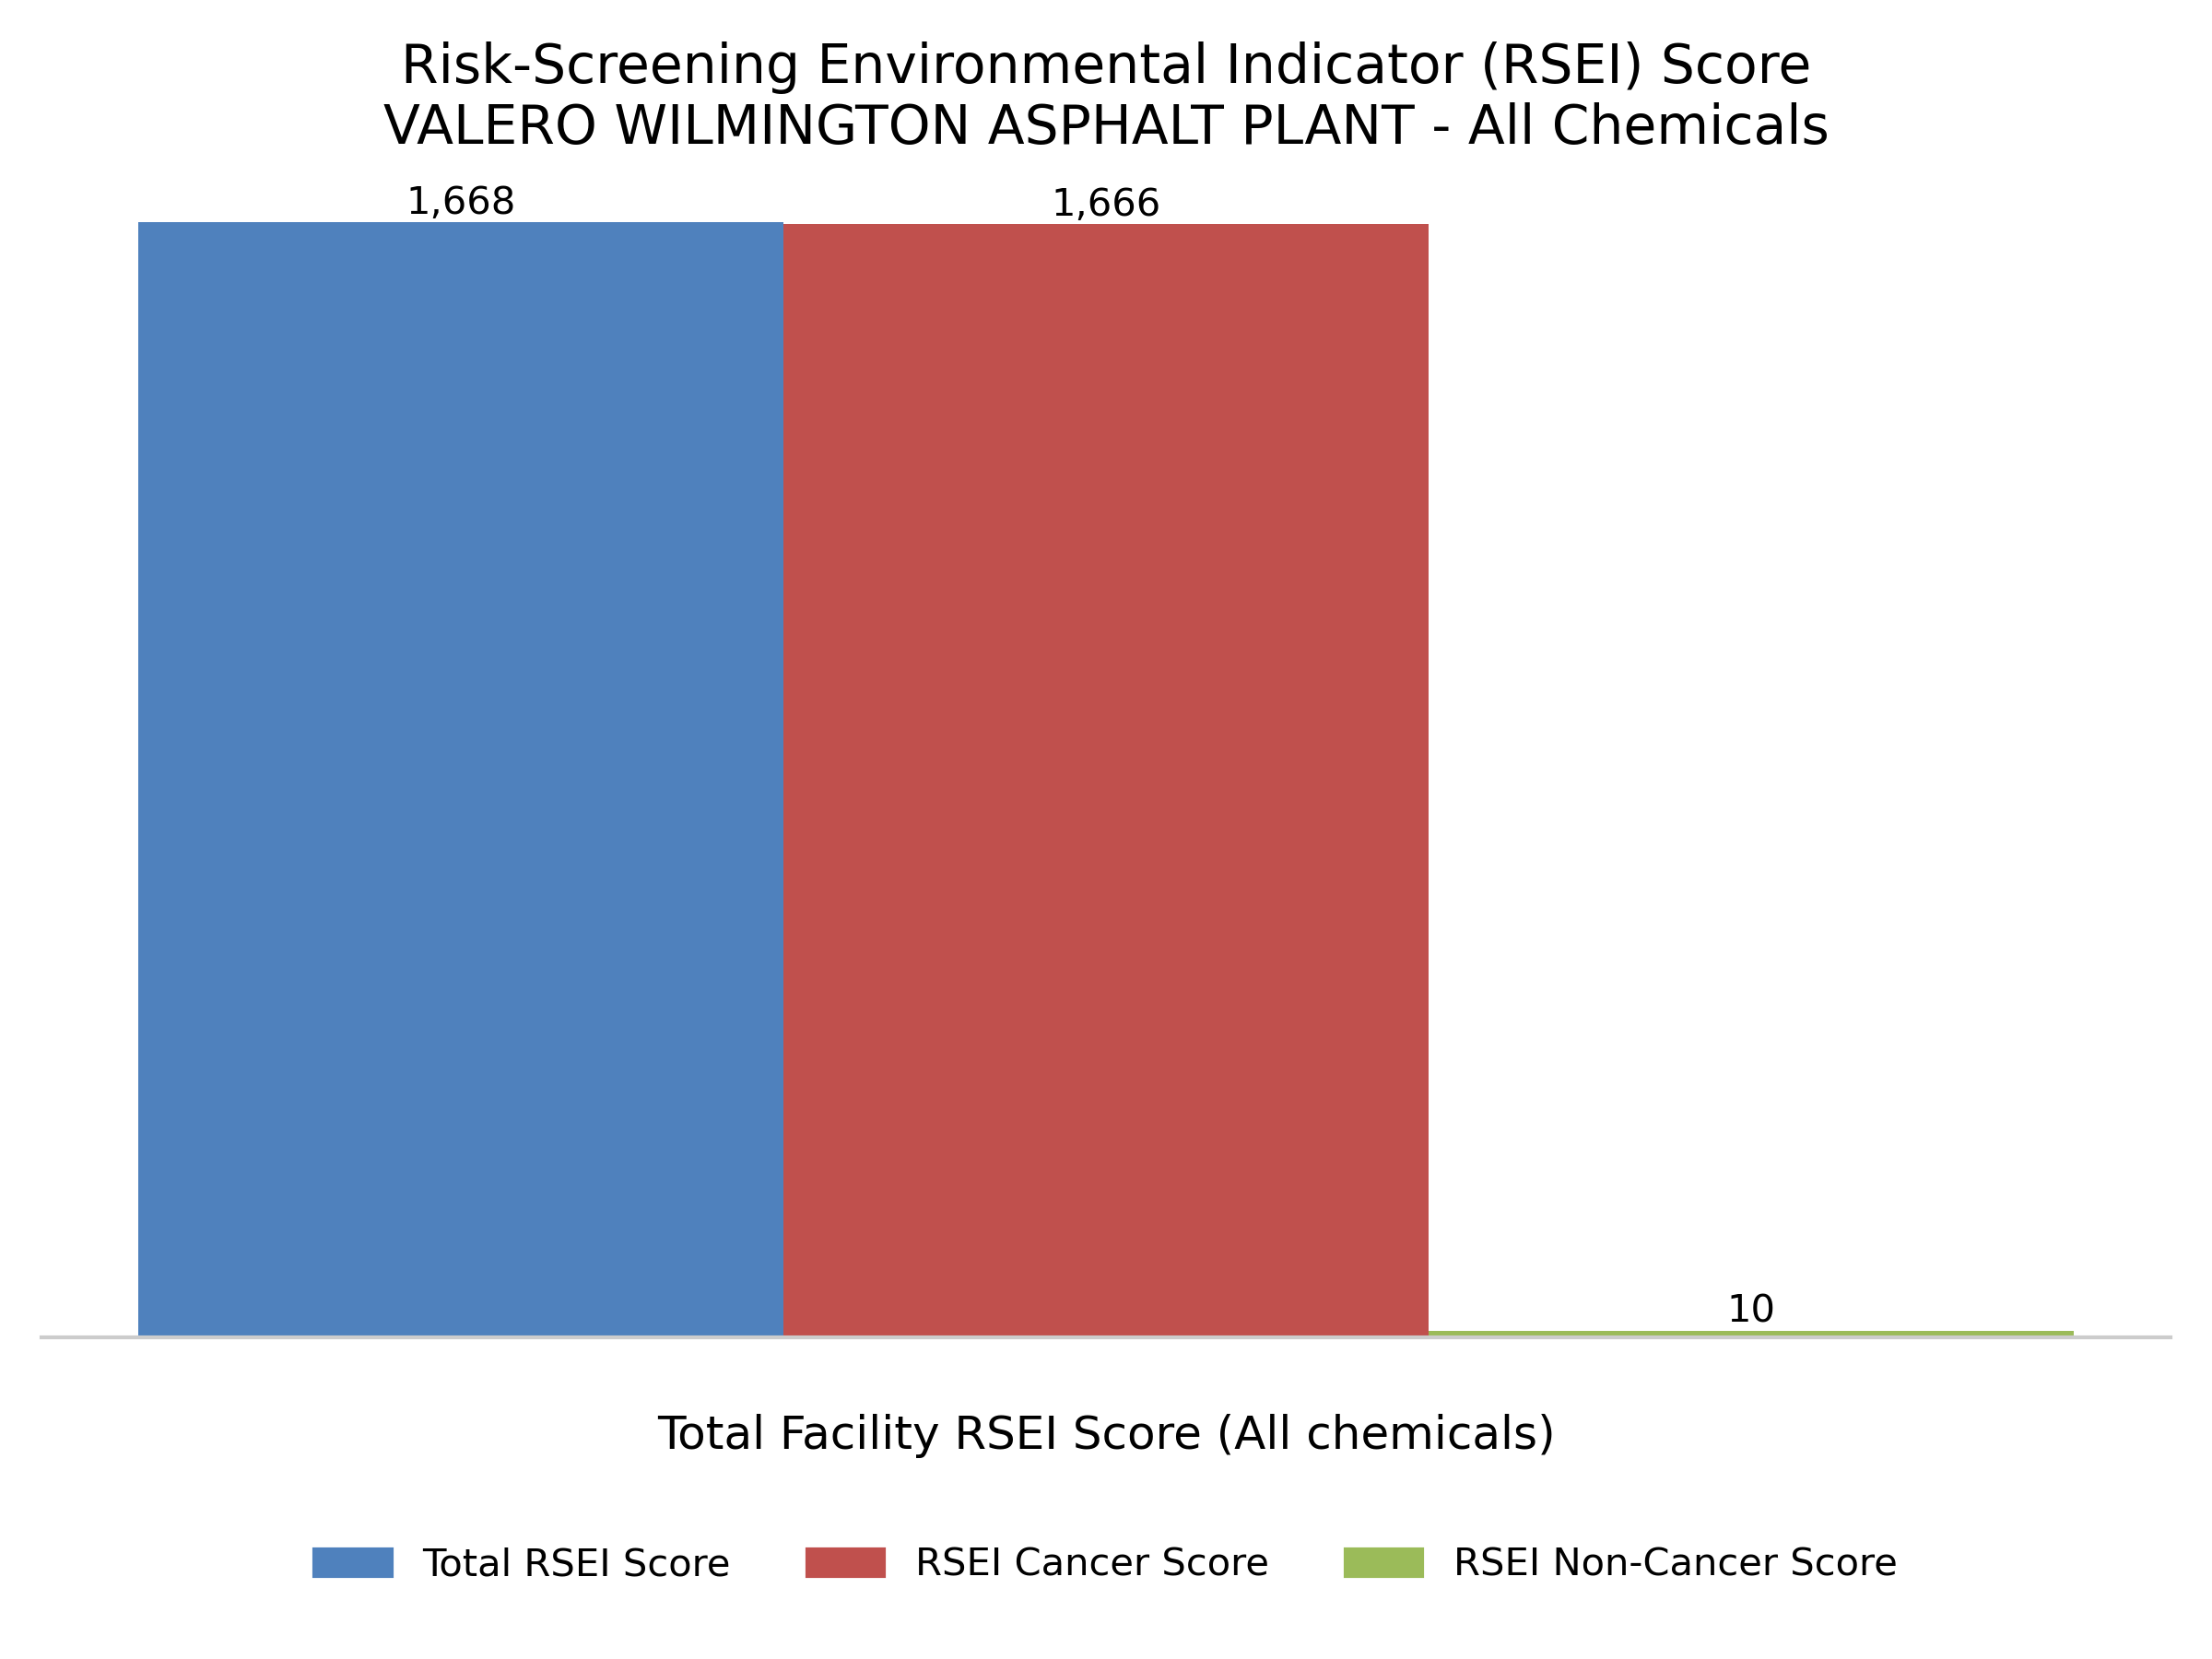 Risk-Screening Environmental Indicator (RSEI) Score
VALERO WILMINGTON ASPHALT PLANT - All Chemicals
1,668
1,666
10
Total Facility RSEI Score (All chemicals)
Total RSEI Score
RSEI Cancer Score
RSEI Non-Cancer Score